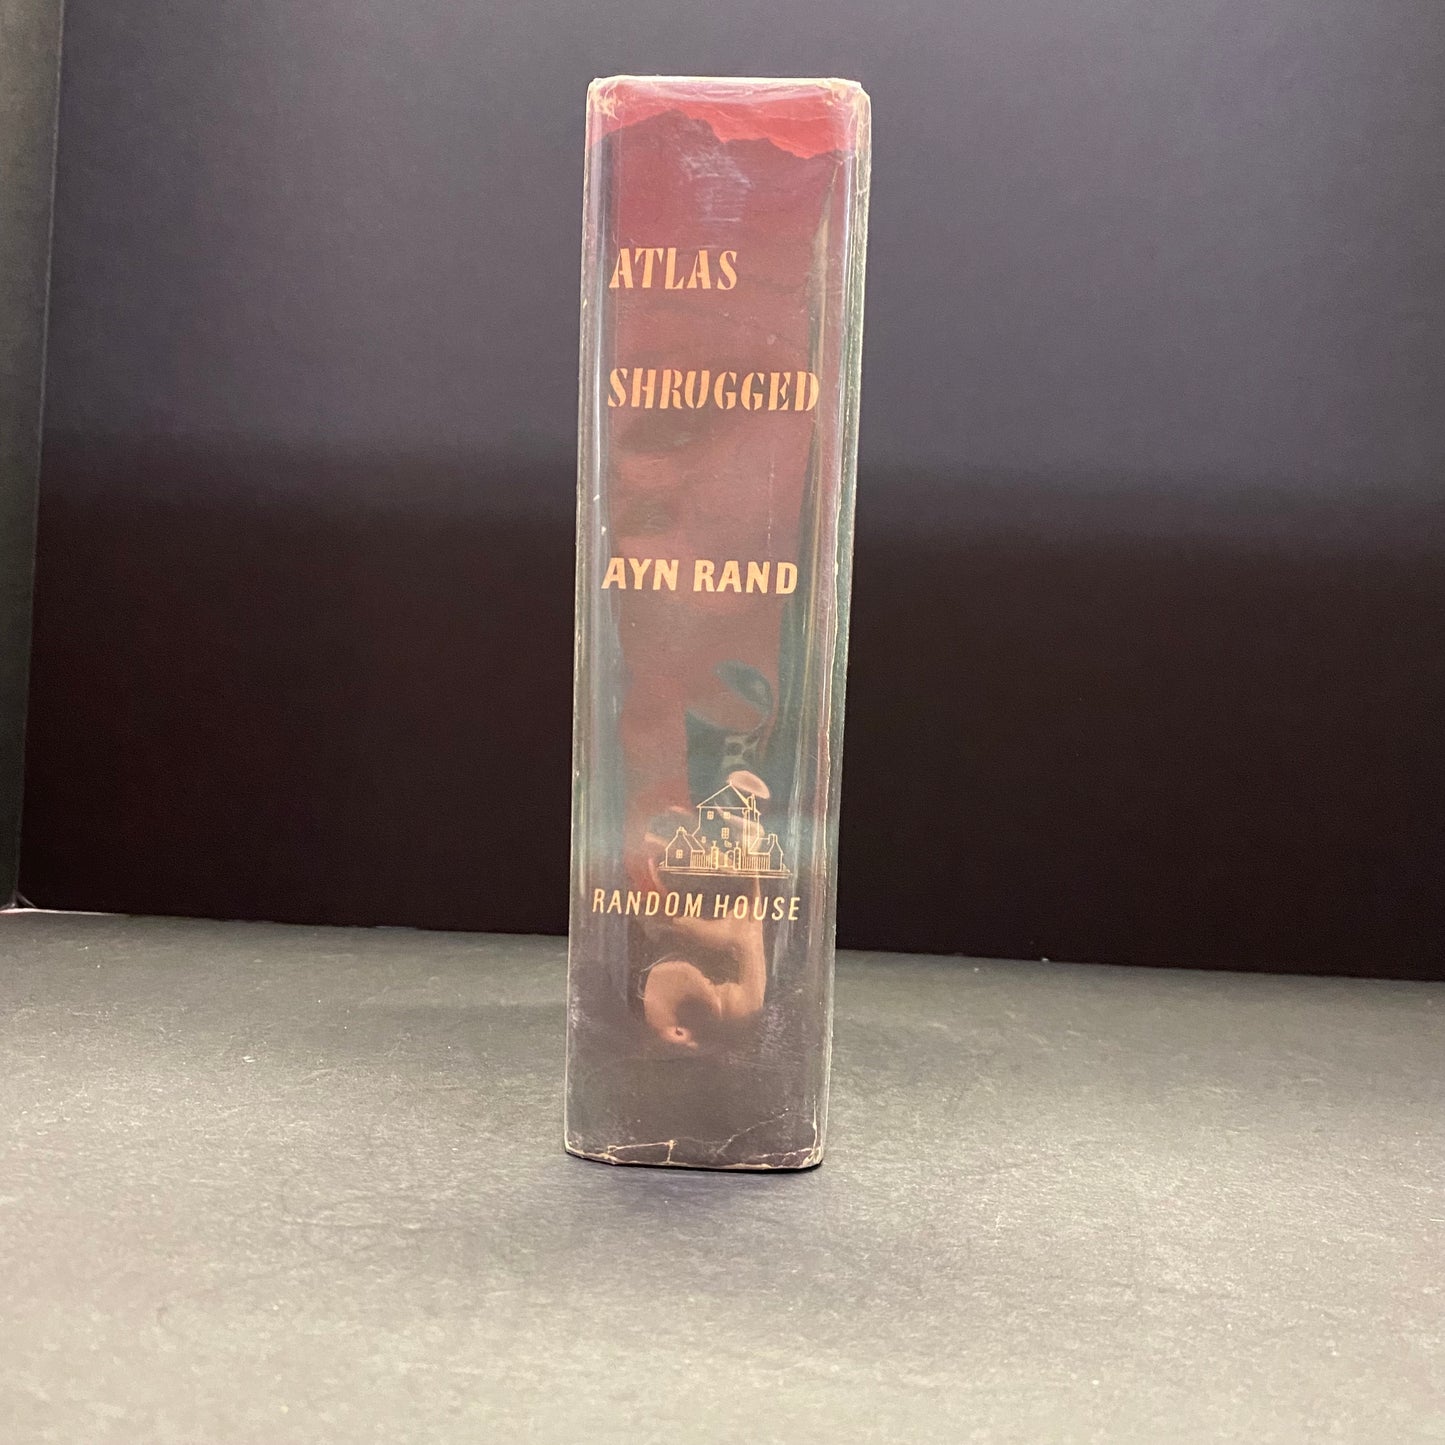 ATLAS
SHRUGGED
AYN RAND
RANDOM HOUSE